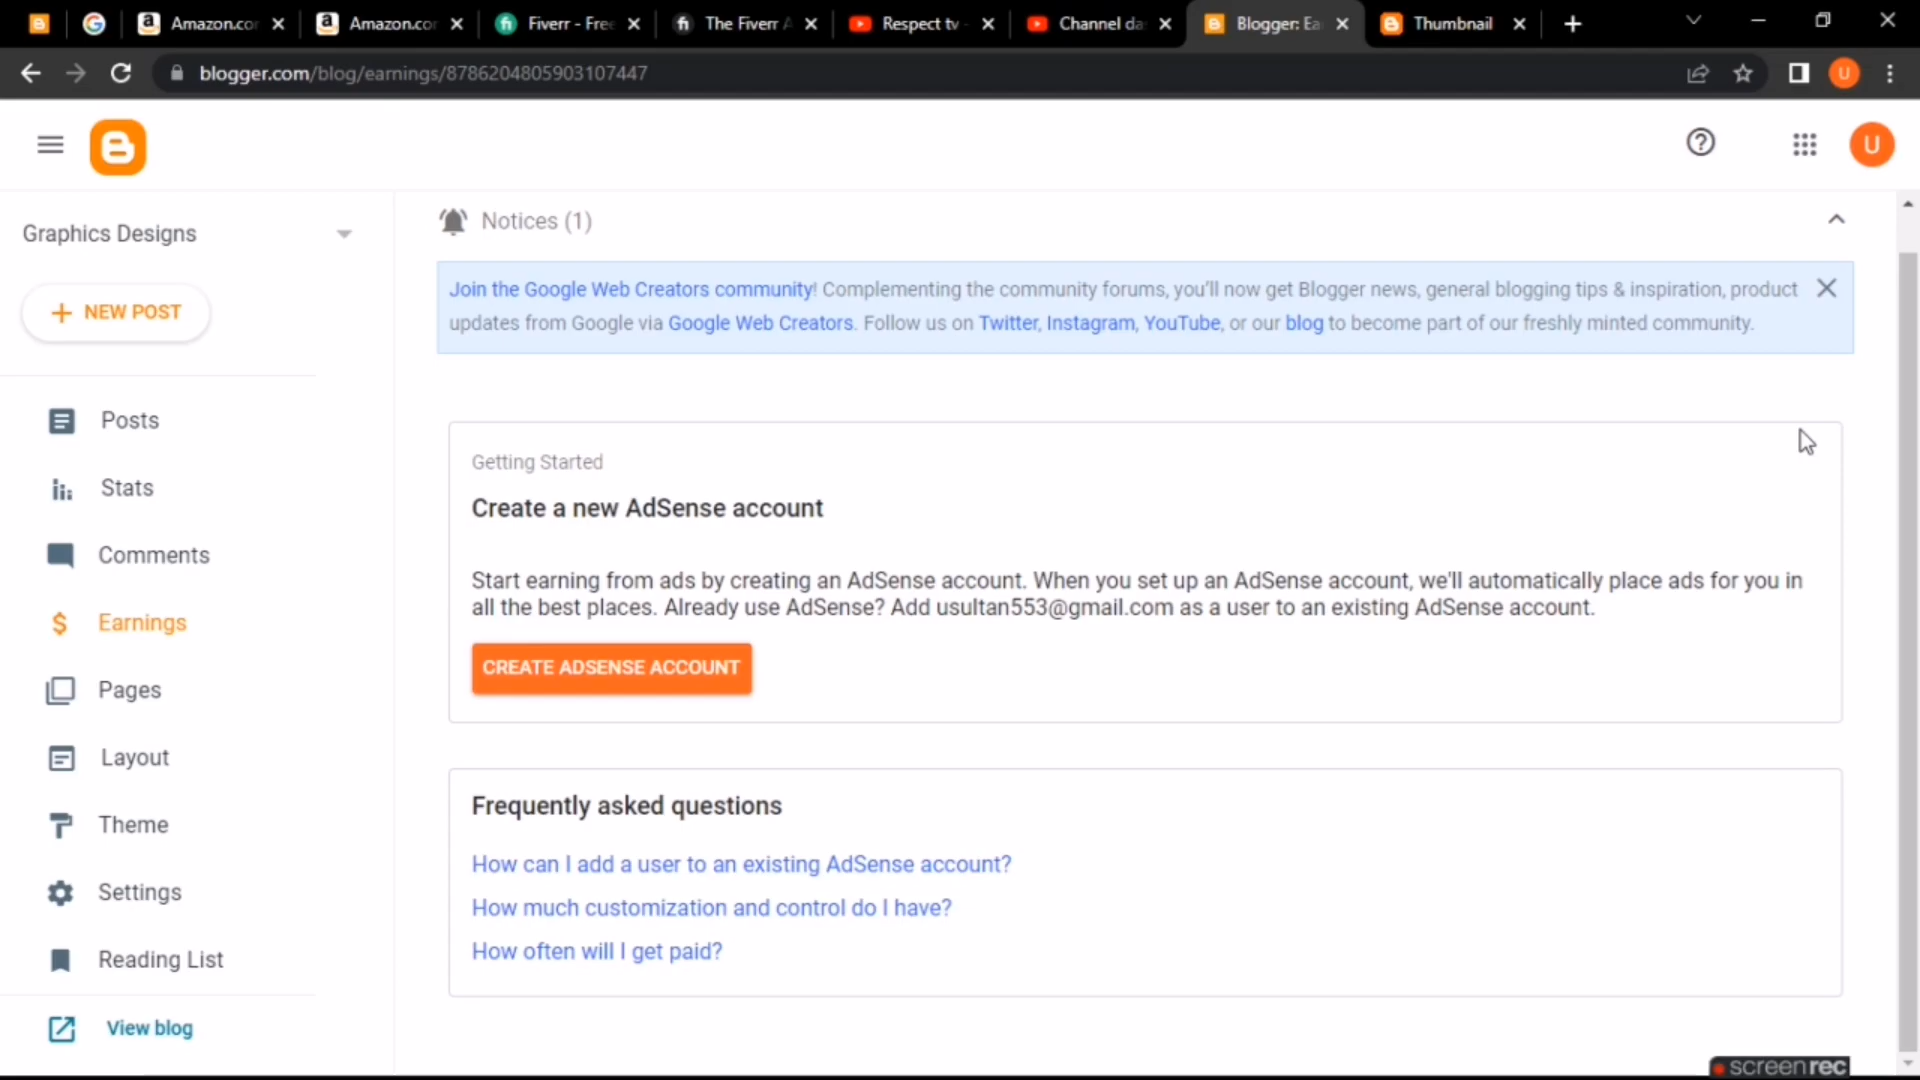 Amazon.co
Amazon.co
Fiverr - Free
The Fiverr A
Respect tv -
Channel da
Blogger: Ea
Thumbnail
blogger.com/blog/earnings/8786204805903107447
U
U
Graphics Designs
Notices (1)
NEW POST
Join the Google Web Creators community! Complementing the community forums, you'll now get Blogger news, general blogging tips & inspiration, product
updates from Google via Google Web Creators. Follow us on Twitter, Instagram, YouTube, or our blog to become part of our freshly minted community.
Posts
Stats
Comments
Earnings
Pages
Layout
Theme
Settings
Reading List
View blog
Getting Started
Create a new AdSense account
Start earning from ads by creating an AdSense account. When you set up an AdSense account, we'll automatically place ads for you in
all the best places. Already use AdSense? Add usultan553@gmail.com as a user to an existing AdSense account.
CREATE ADSENSE ACCOUNT
Frequently asked questions
How can I add a user to an existing AdSense account?
How much customization and control do I have?
How often will I get paid?
screenrec